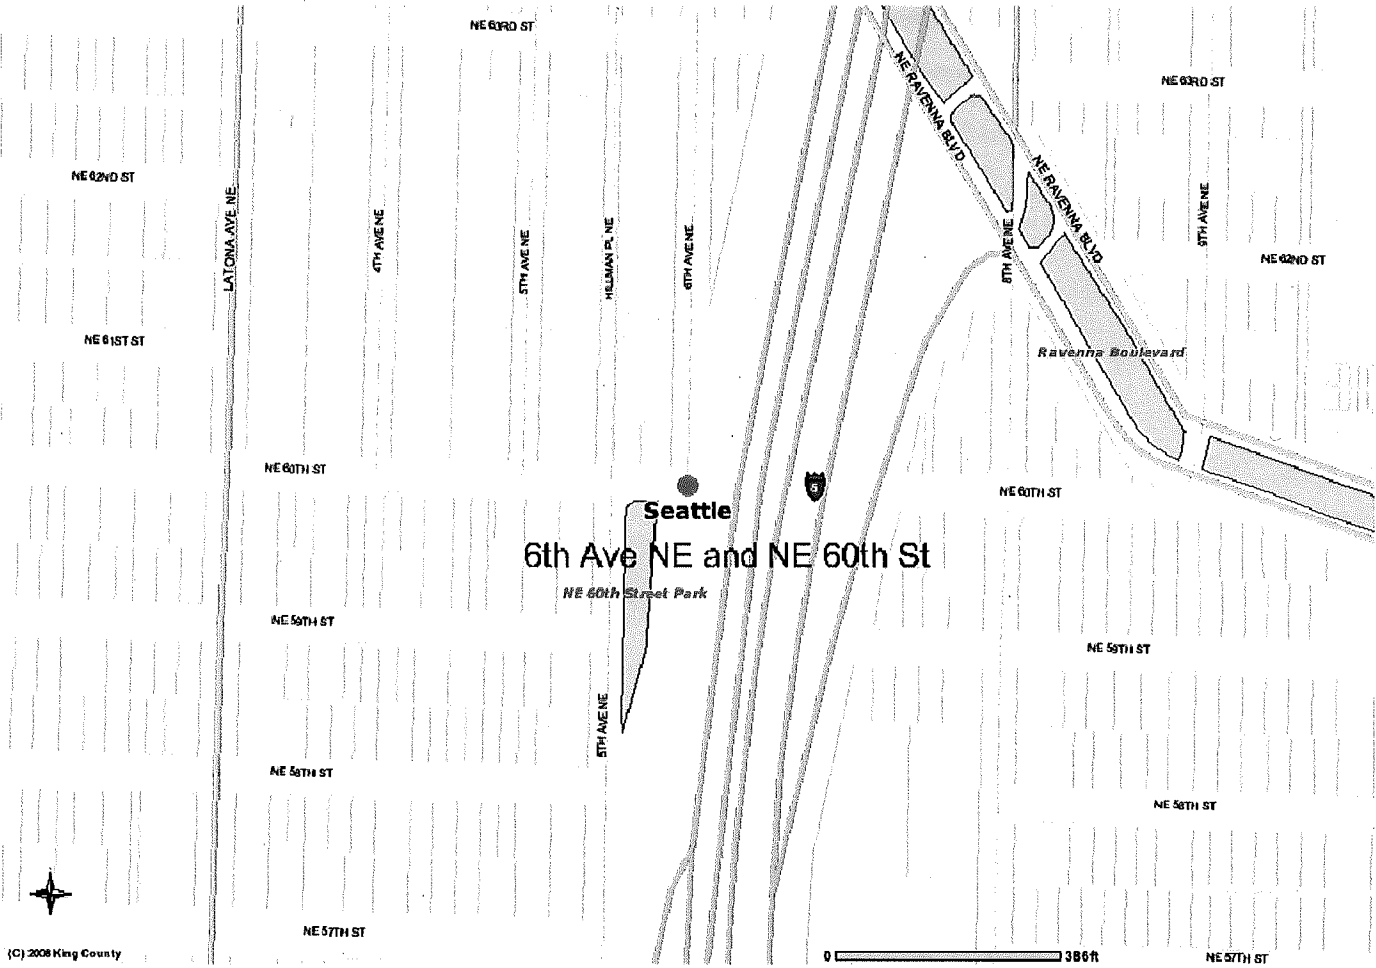 NE 63RD ST
NE RAVENNA BLVD
NE 63RD ST
NE 62ND ST
LATONA AVE NE
4TH AVE NE
5TH AVE NE
HILLMAN PL NE
6TH AVE NE
NE RAVENNA BLVD
8TH AVE NE
9TH AVE NE
NE 62ND ST
NE 61ST ST
Ravenna Boulevard
NE 60TH ST
5
NE 60TH ST
Seattle
6th Ave NE and NE 60th St
NE 60th Street Park
NE 59TH ST
NE 59TH ST
5TH AVE NE
NE 58TH ST
NE 58TH ST
NE 57TH ST
(C) 2008 King County
0 386ft
NE 57TH ST